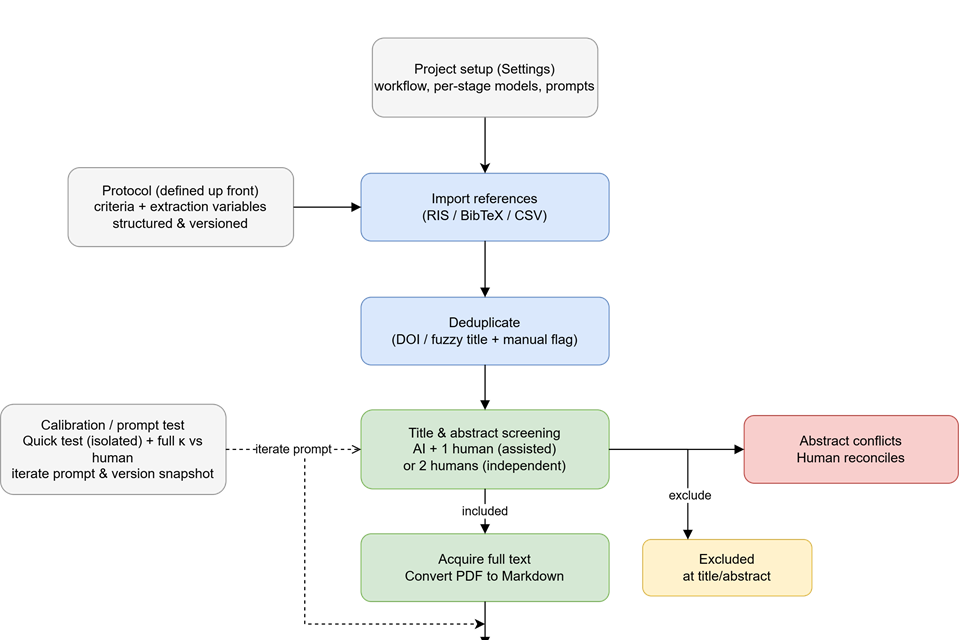 Project setup (Settings)
workflow, per-stage models, prompts
Protocol (defined up front)
criteria + extraction variables
structured & versioned
Import references
(RIS / BibTeX / CSV)
Deduplicate
(DOI / fuzzy title + manual flag)
Calibration / prompt test
Quick test (isolated) + full κ vs
human
iterate prompt & version snapshot
iterate prompt
Title & abstract screening
AI + 1 human (assisted)
or 2 humans (independent)
Abstract conflicts
Human reconciles
exclude
included
Acquire full text
Convert PDF to Markdown
Excluded
at title/abstract